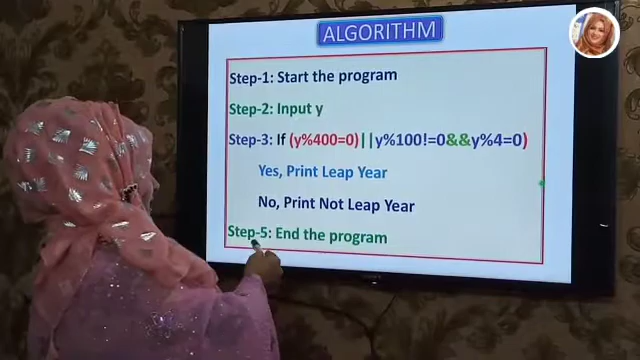 ALGORITHM
Step-1: Start the program
Step-2: Input y
Step-3: If (y%400=0)||y%100!=0&&y%4=0)
Yes, Print Leap Year
No, Print Not Leap Year
Step-5: End the program